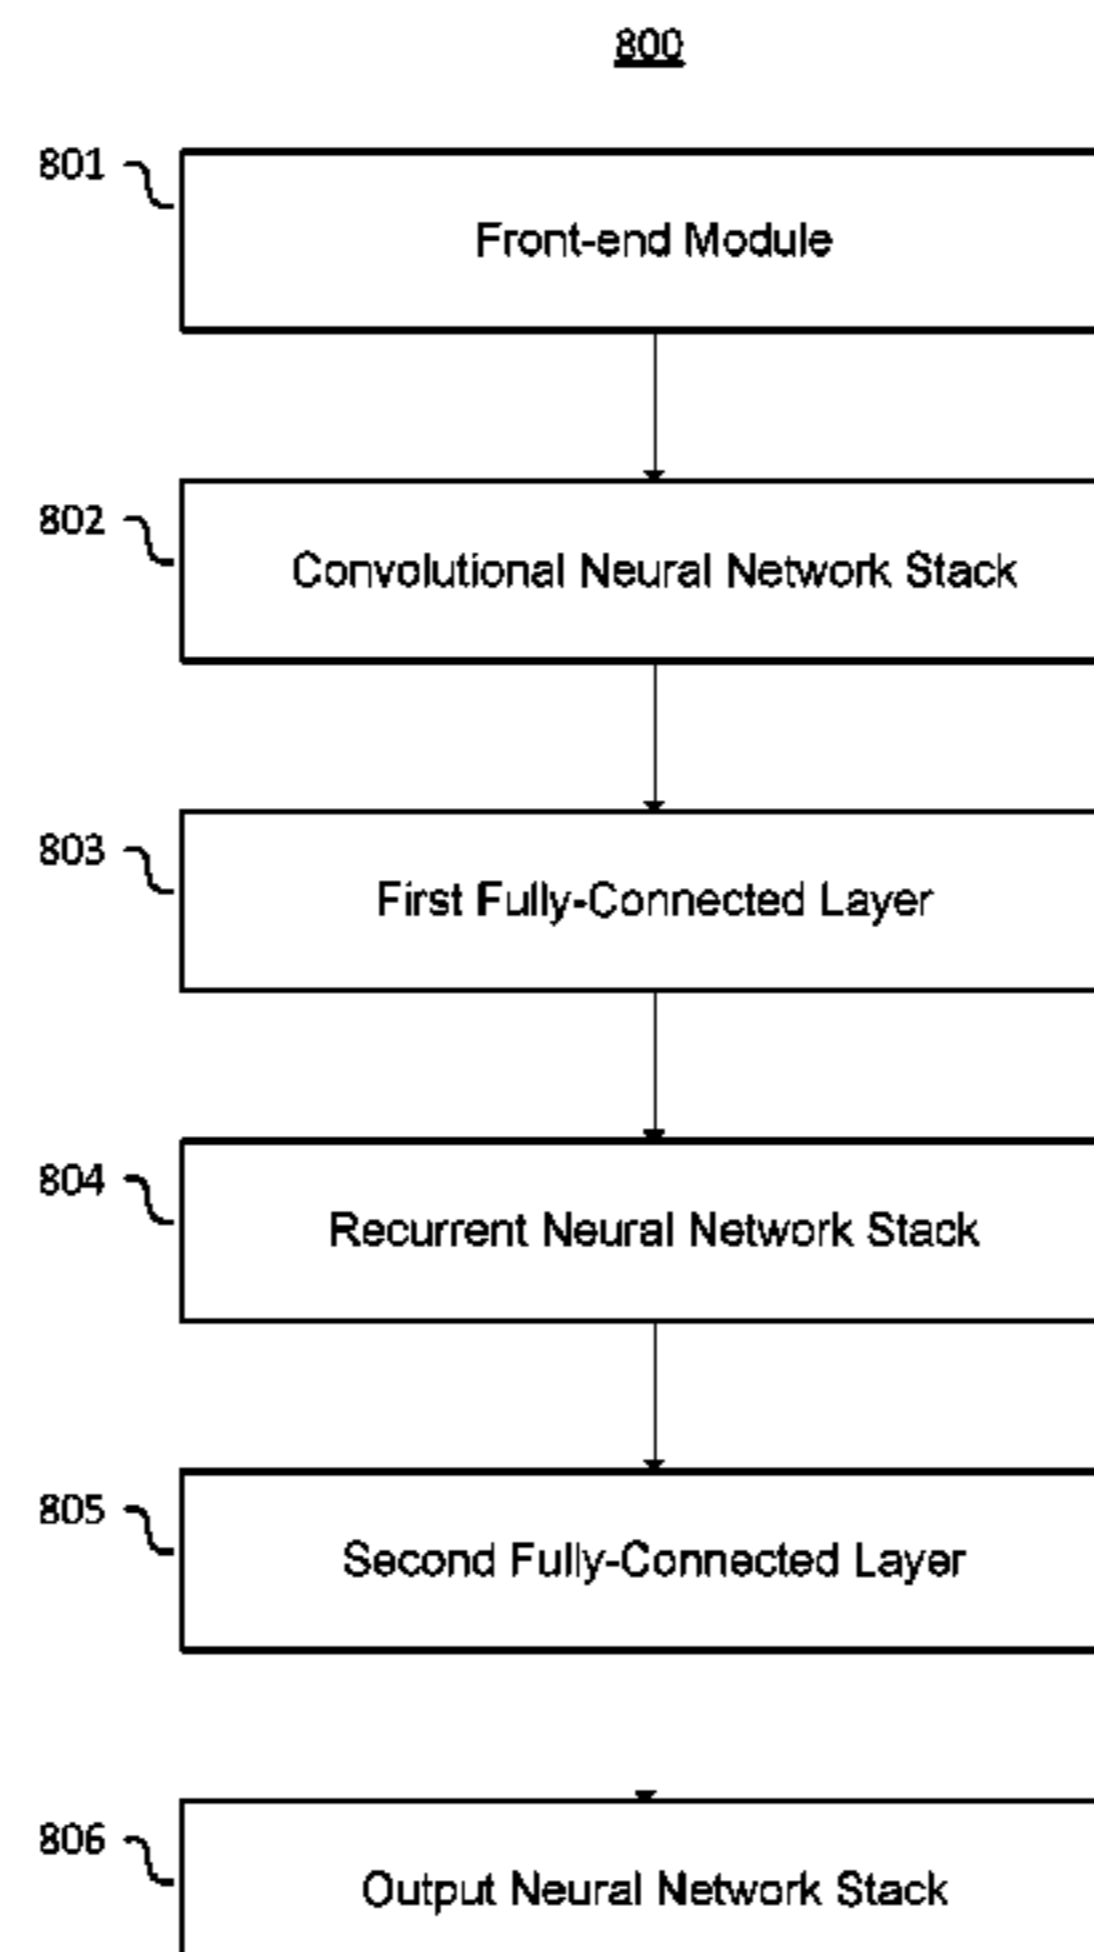 800
801
Front-end Module
802
Convolutional Neural Network Stack
803
First Fully-Connected Layer
804
Recurrent Neural Network Stack
805
Second Fully-Connected Layer
806
Output Neural Network Stack